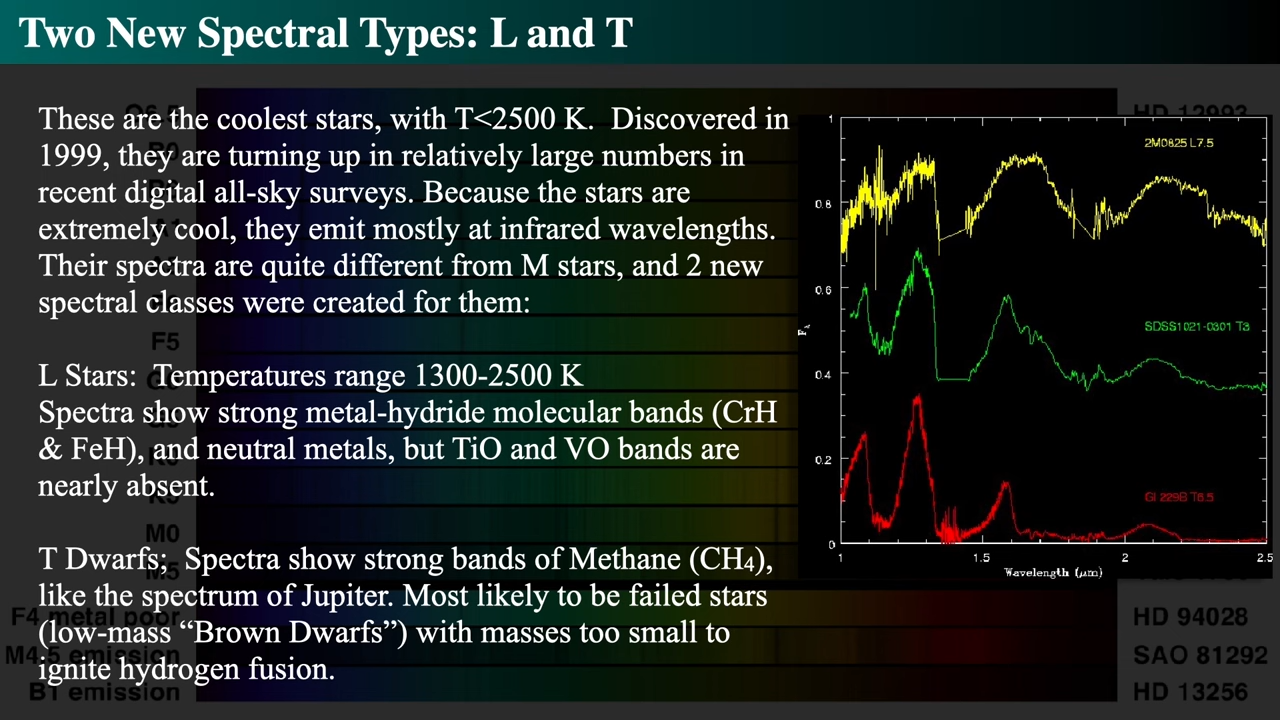 Two New Spectral Types: L and T
These are the coolest stars, with T<2500 K. Discovered in
1999, they are turning up in relatively large numbers in
recent digital all-sky surveys. Because the stars are
extremely cool, they emit mostly at infrared wavelengths.
Their spectra are quite different from M stars, and 2 new
spectral classes were created for them:
L Stars: Temperatures range 1300-2500 K
Spectra show strong metal-hydride molecular bands (CrH
& FeH), and neutral metals, but TiO and VO bands are
nearly absent.
T Dwarfs; Spectra show strong bands of Methane (CH₄),
like the spectrum of Jupiter. Most likely to be failed stars
(low-mass “Brown Dwarfs”) with masses too small to
ignite hydrogen fusion.
1
0.8
0.6
0.4
0.2
0
Fλ
2M0825 L7.5
SDSS1021-0301 T3
Gl 229B T6.5
1
1.5
2
2.5
Wavelength (μm)
F5
M0
M5
F4 metal poor
M4.5 emission
B1 emission
HD 12993
HD 94028
SAO 81292
HD 13256